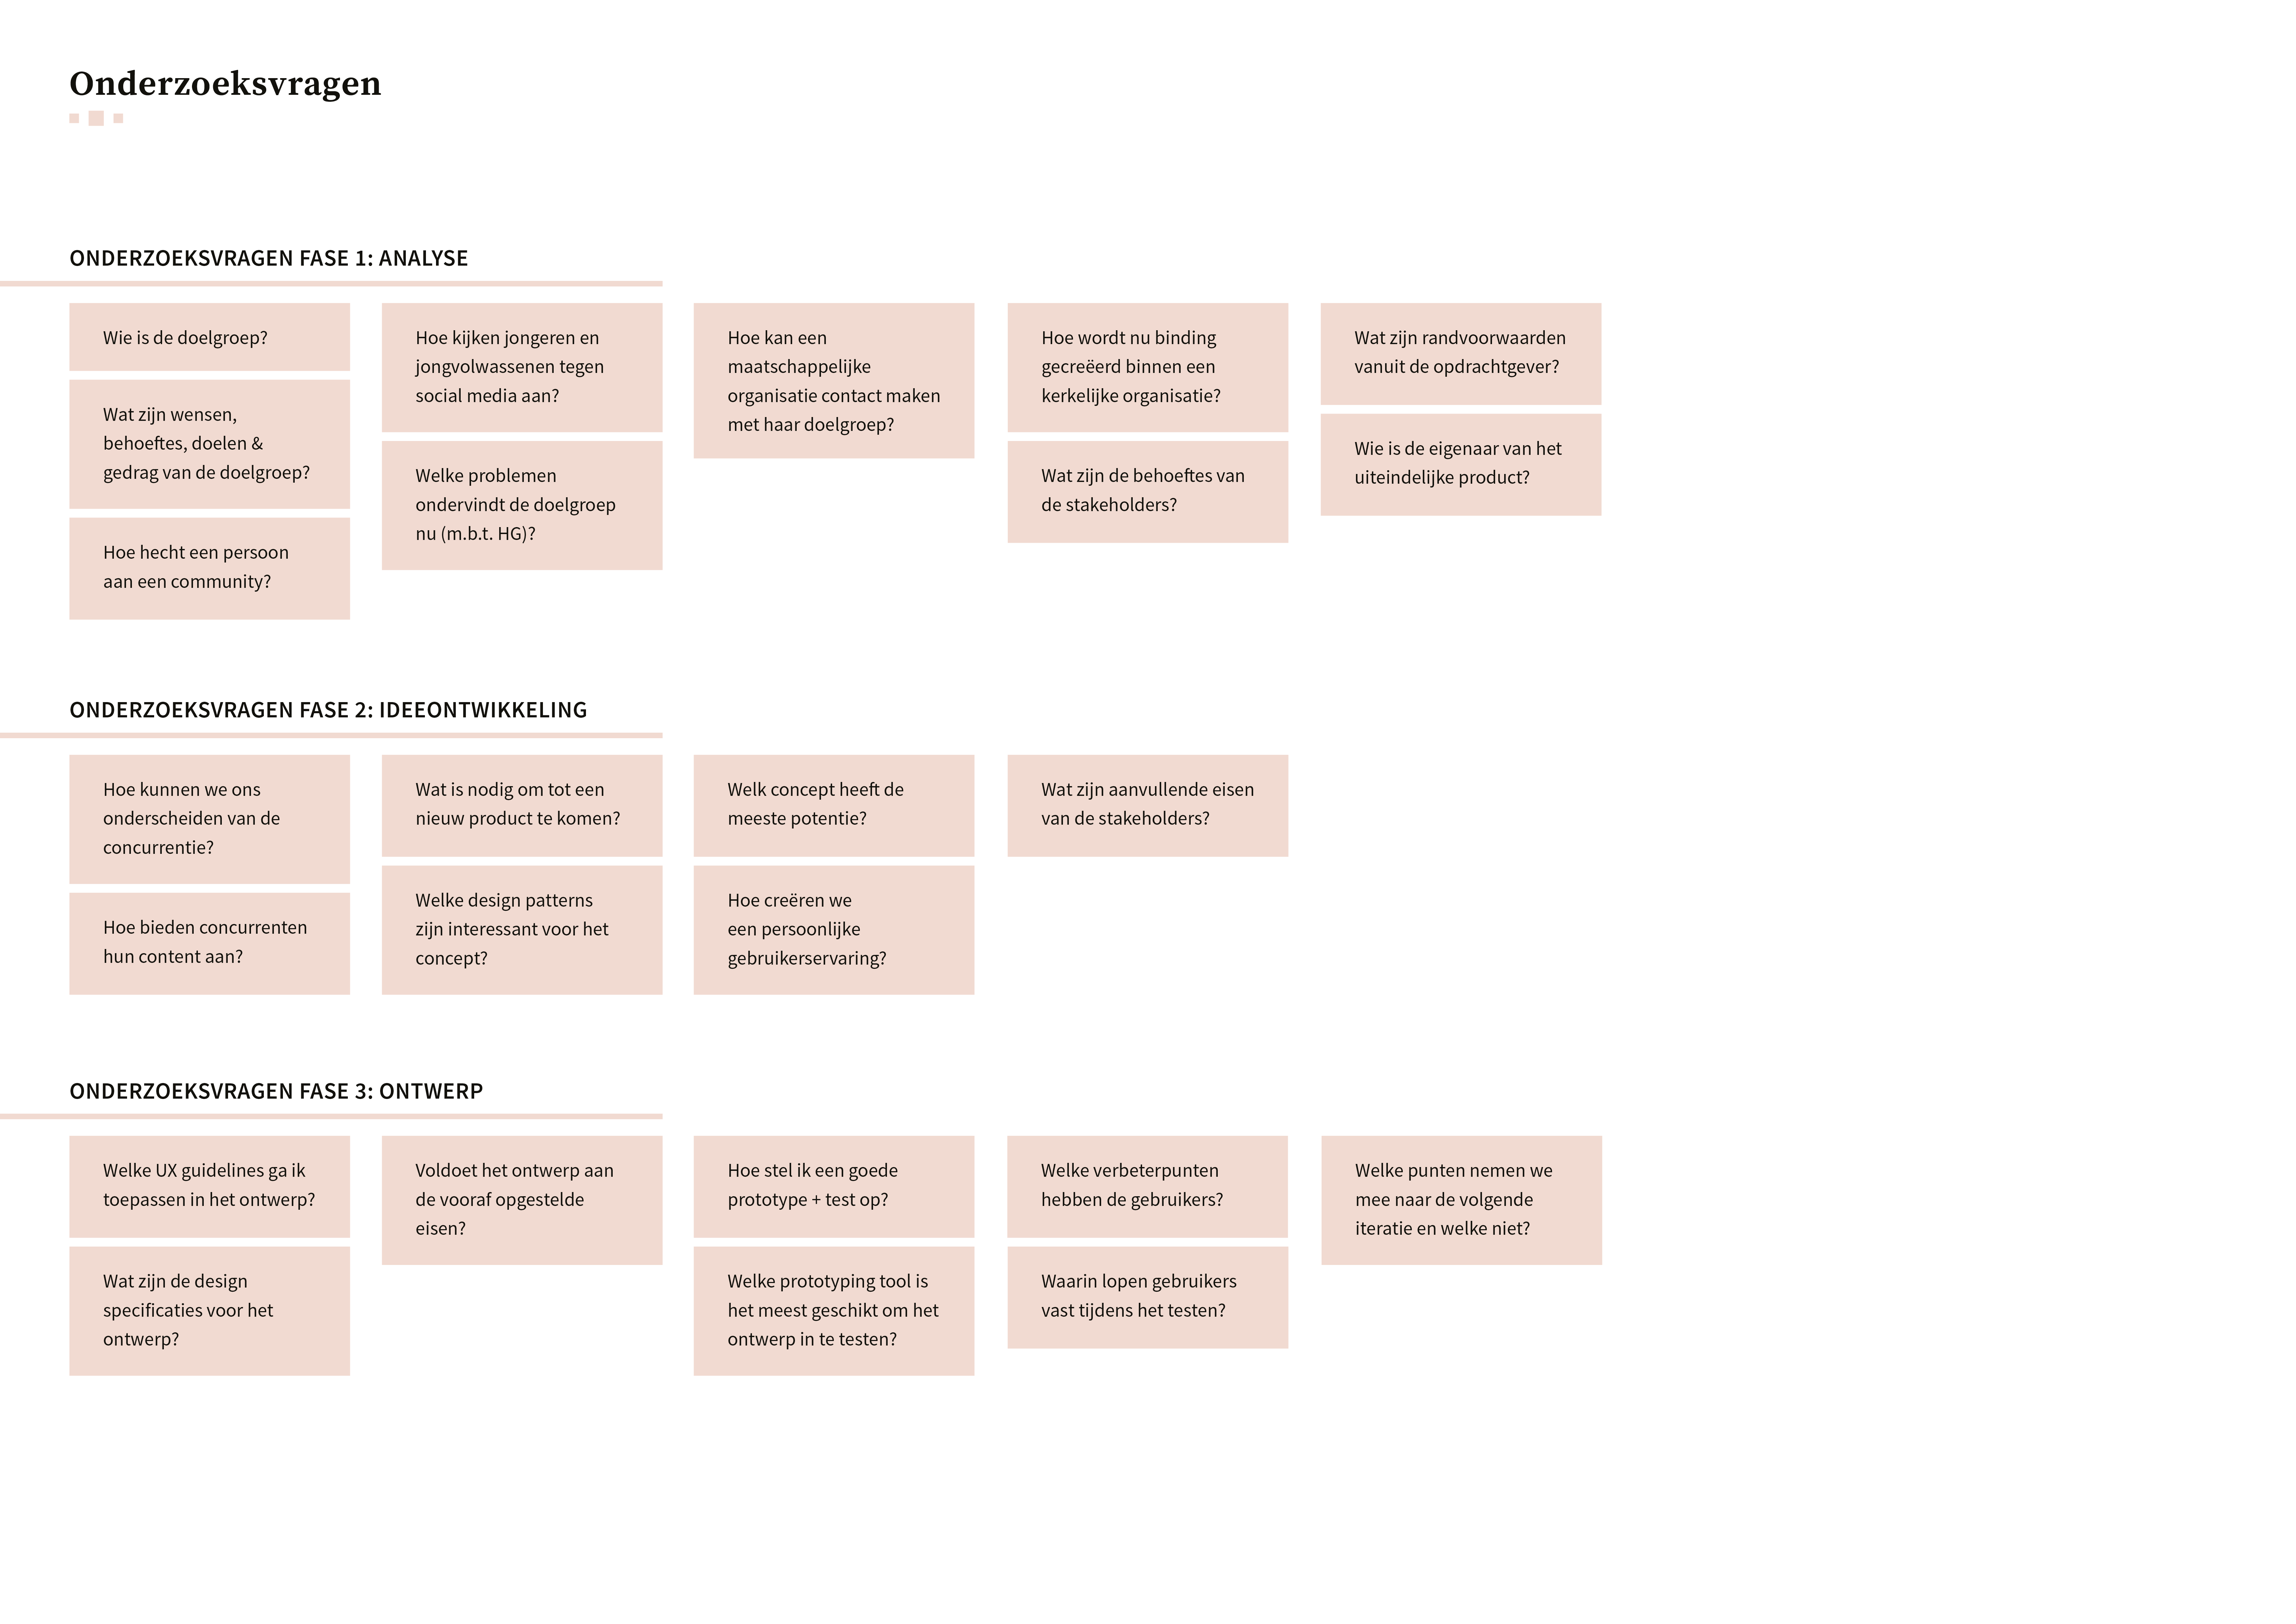 Onderzoeksvragen
ONDERZOEKSVRAGEN FASE 1: ANALYSE
Wie is de doelgroep?
Wat zijn wensen,
behoeftes, doelen &
gedrag van de doelgroep?
Hoe hecht een persoon
aan een community?
Hoe kijken jongeren en
jongvolwassenen tegen
social media aan?
Welke problemen
ondervindt de doelgroep
nu (m.b.t. HG)?
Hoe kan een
maatschappelijke
organisatie contact maken
met haar doelgroep?
Hoe wordt nu binding
gecreëerd binnen een
kerkelijke organisatie?
Wat zijn de behoeftes van
de stakeholders?
Wat zijn randvoorwaarden
vanuit de opdrachtgever?
Wie is de eigenaar van het
uiteindelijke product?
ONDERZOEKSVRAGEN FASE 2: IDEEONTWIKKELING
Hoe kunnen we ons
onderscheiden van de
concurrentie?
Hoe bieden concurrenten
hun content aan?
Wat is nodig om tot een
nieuw product te komen?
Welke design patterns
zijn interessant voor het
concept?
Welk concept heeft de
meeste potentie?
Hoe creëren we
een persoonlijke
gebruikerservaring?
Wat zijn aanvullende eisen
van de stakeholders?
ONDERZOEKSVRAGEN FASE 3: ONTWERP
Welke UX guidelines ga ik
toepassen in het ontwerp?
Wat zijn de design
specificaties voor het
ontwerp?
Voldoet het ontwerp aan
de vooraf opgestelde
eisen?
Hoe stel ik een goede
prototype + test op?
Welke prototyping tool is
het meest geschikt om het
ontwerp in te testen?
Welke verbeterpunten
hebben de gebruikers?
Waarin lopen gebruikers
vast tijdens het testen?
Welke punten nemen we
mee naar de volgende
iteratie en welke niet?